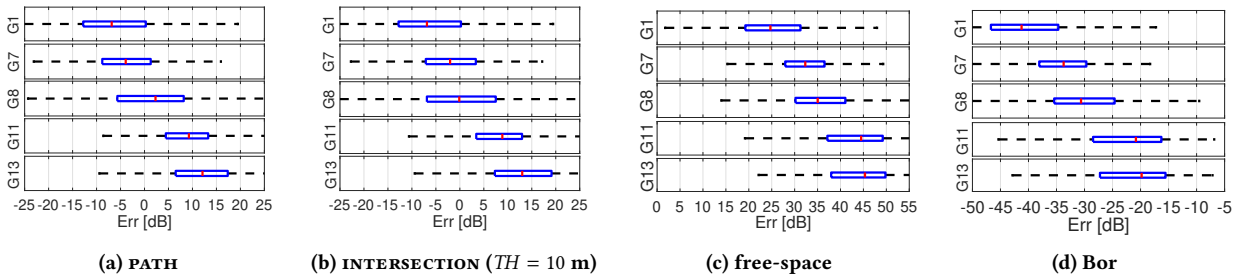 G1
G7
G8
G11
G13
-25 -20 -15 -10 -5 0 5 10 15 20 25
Err [dB]
(a) PATH
G1
G7
G8
G11
G13
-25 -20 -15 -10 -5 0 5 10 15 20 25
Err [dB]
(b) INTERSECTION (TH = 10 m)
G1
G7
G8
G11
G13
0 5 10 15 20 25 30 35 40 45 50 55
Err [dB]
(c) free-space
G1
G7
G8
G11
G13
-50 -45 -40 -35 -30 -25 -20 -15 -10 -5
Err [dB]
(d) Bor